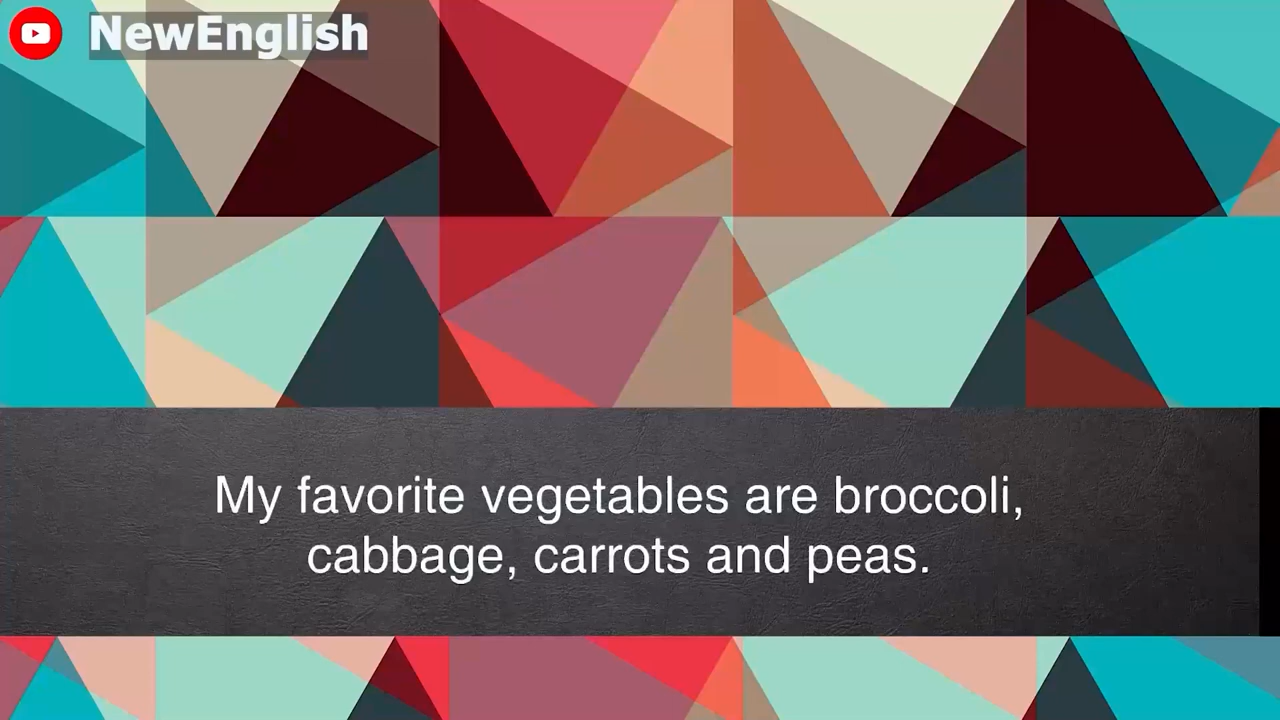 NewEnglish
My favorite vegetables are broccoli,
cabbage, carrots and peas.